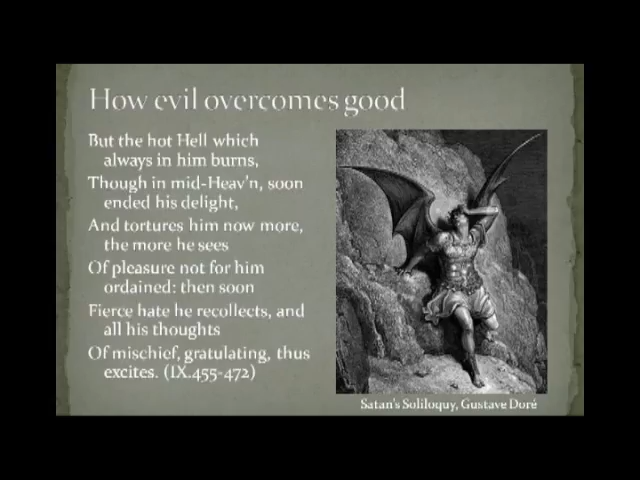 How evil overcomes good
But the hot Hell which
always in him burns,
Though in mid-Heav'n, soon
ended his delight,
And tortures him now more,
the more he sees
Of pleasure not for him
ordained: then soon
Fierce hate he recollects, and
all his thoughts
Of mischief, gratulating, thus
excites. (IX.455-472)
Satan's Soliloquy, Gustave Doré